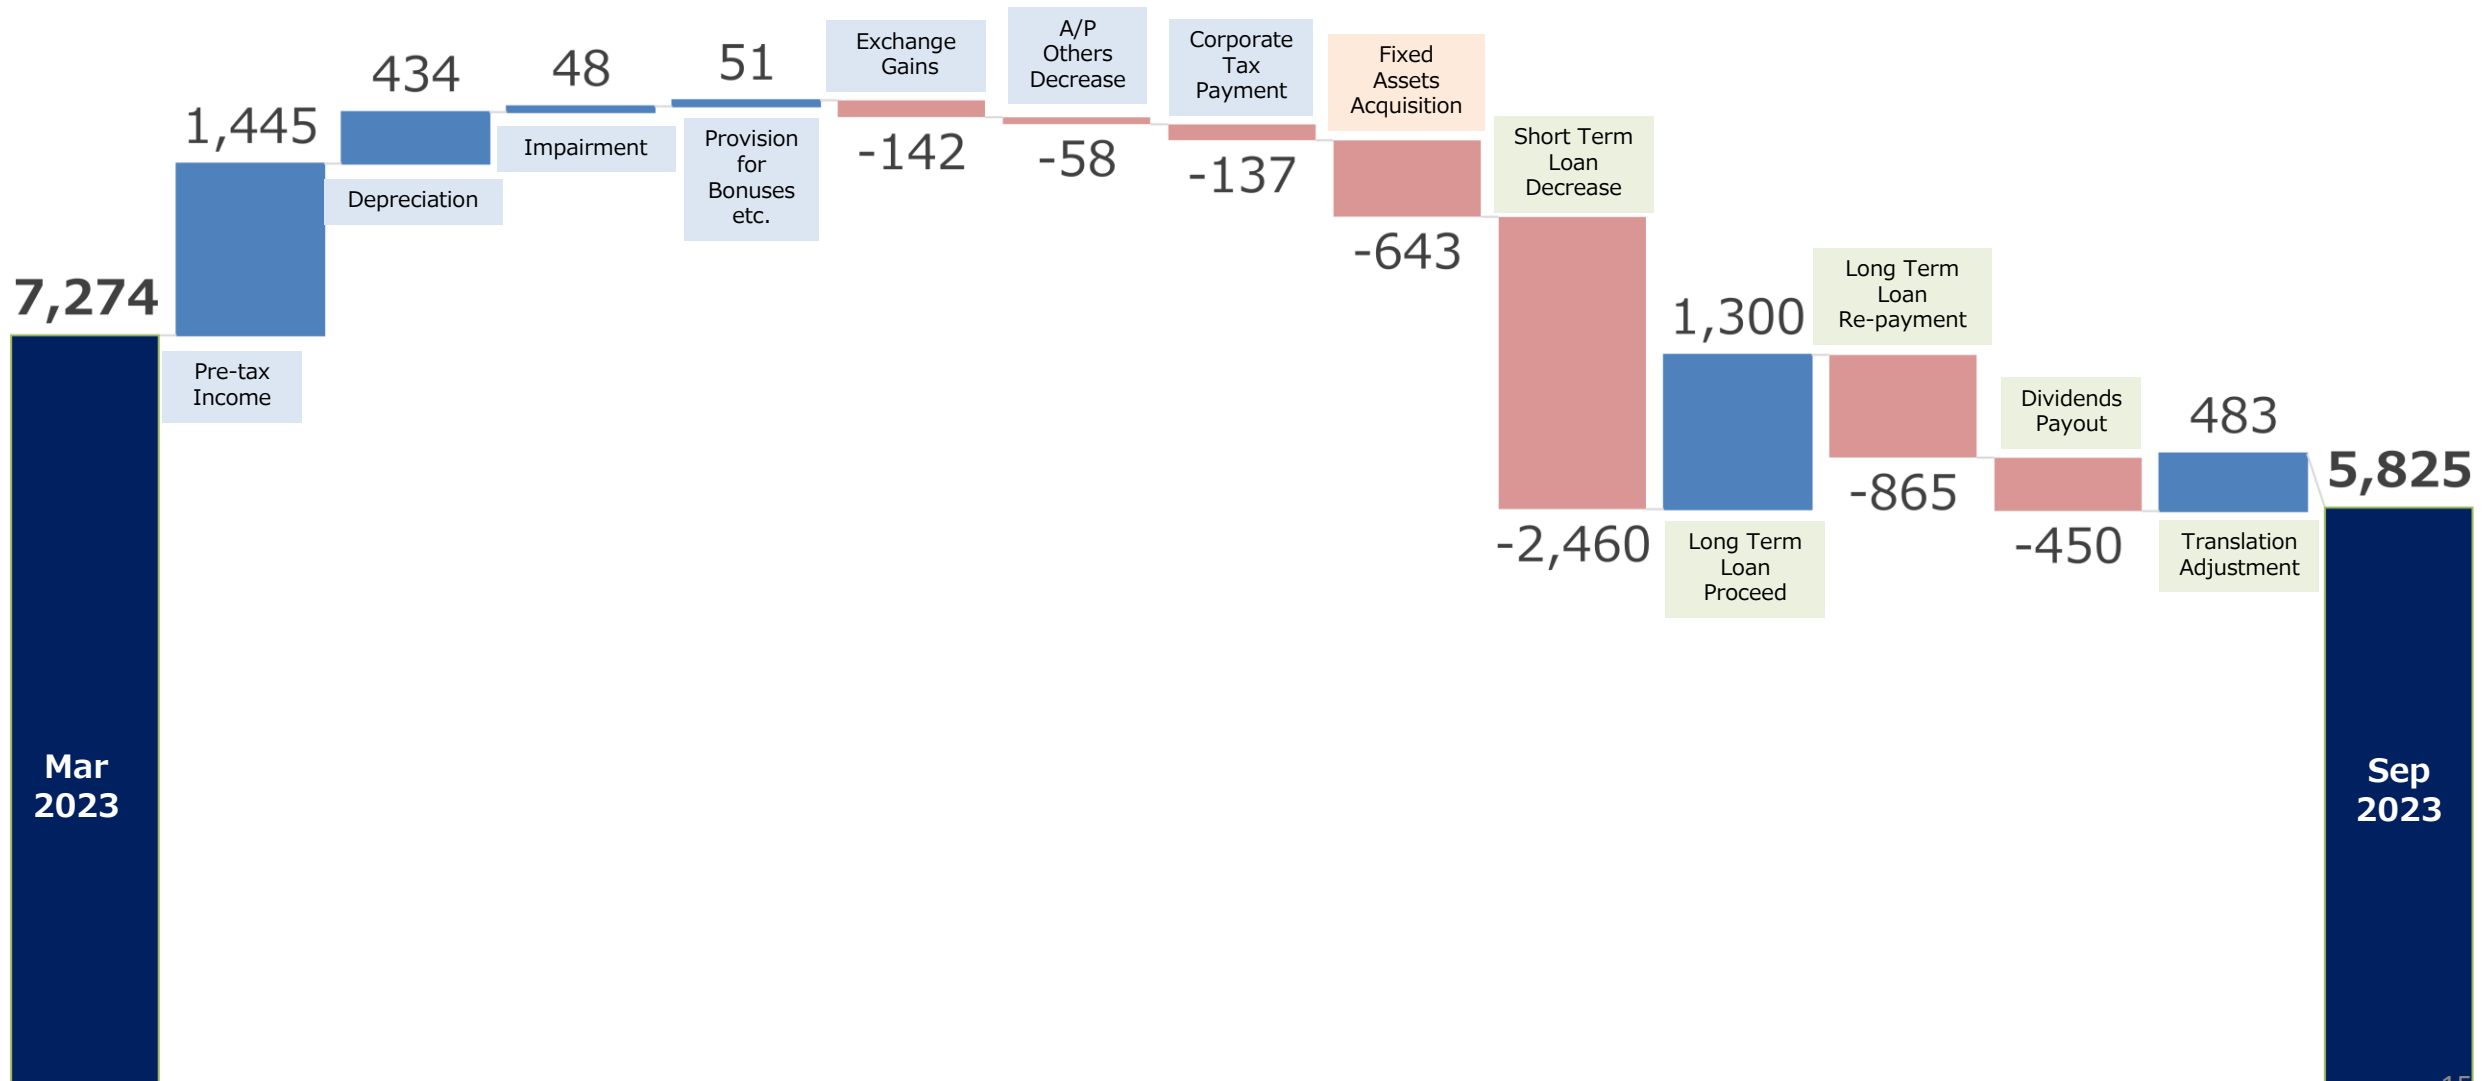 7,274
Mar
2023
1,445
Pre-tax
Income
434
Depreciation
48
Impairment
51
Provision
for
Bonuses
etc.
Exchange
Gains
-142
A/P
Others
Decrease
-58
Corporate
Tax
Payment
-137
Fixed
Assets
Acquisition
-643
Short Term
Loan
Decrease
-2,460
1,300
Long Term
Loan
Proceed
Long Term
Loan
Re-payment
-865
Dividends
Payout
-450
483
Translation
Adjustment
5,825
Sep
2023